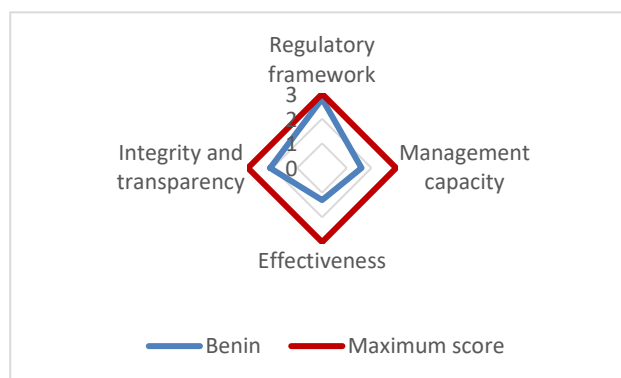 Regulatory
framework
3
2
1
0
Integrity and
transparency
Management
capacity
Effectiveness
Benin
Maximum score